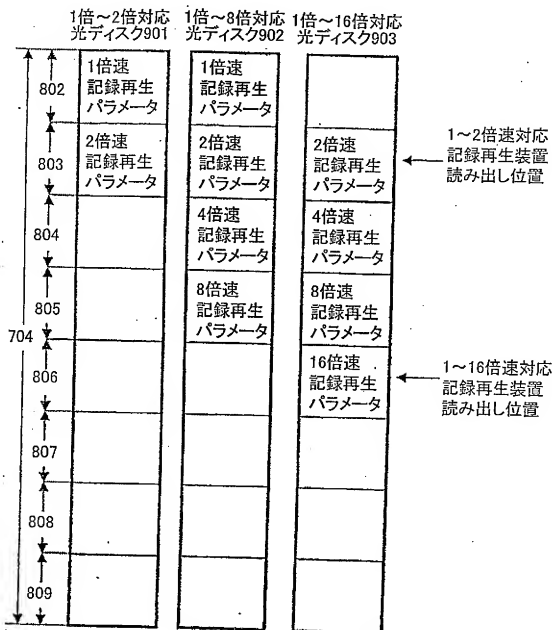 1倍～2倍対応
光ディスク901
1倍～8倍対応
光ディスク902
1倍～16倍対応
光ディスク903
704
802
803
804
805
806
807
808
809
1倍速
記録再生
パラメータ
2倍速
記録再生
パラメータ
1倍速
記録再生
パラメータ
2倍速
記録再生
パラメータ
4倍速
記録再生
パラメータ
8倍速
記録再生
パラメータ
2倍速
記録再生
パラメータ
4倍速
記録再生
パラメータ
8倍速
記録再生
パラメータ
16倍速
記録再生
パラメータ
1～2倍速対応
記録再生装置
読み出し位置
1～16倍速対応
記録再生装置
読み出し位置